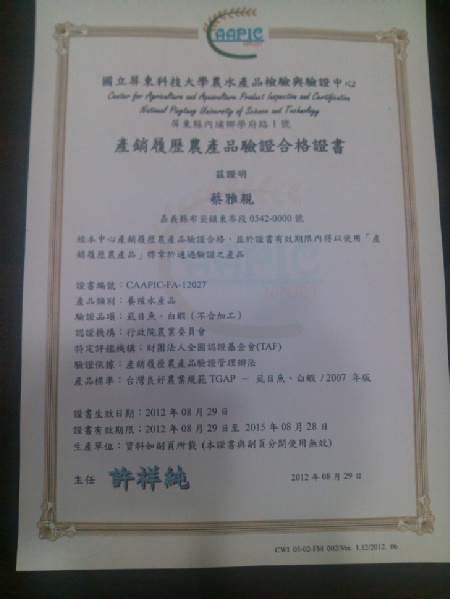 CAAPIC
NPUST
國立屏東科技大學農水產品檢驗與驗證中心
Center for Agriculture and Aquaculture Product Inspection and Certification
National Pingtung University of Science and Technology
屏東縣內埔鄉學府路1號
產銷履歷農產品驗證合格證書
茲證明
蔡雅親
嘉義縣布袋鎮東岑段 0542-0000 號
經本中心產銷履歷農產品驗證合格,並於證書有效期限內得以使用「產
銷履歷農產品」標章於通過驗證之產品
證書編號:CAAPIC-FA-12027
產品類別:養殖水產品
驗證品項:虱目魚、白蝦(不含加工)
認證機構:行政院農業委員會
特定評鑑機構:財團法人全國認證基金會(TAF)
驗證依據:產銷履歷農產品驗證管理辦法
產品標準:台灣良好農業規範 TGAP — 虱目魚、白蝦/2007 年版
證書生效日期:2012 年 08 月 29 日
證書有效期限:2012 年 08 月 29 日至 2015 年 08 月 28 日
生產單位:資料如副頁所載 (本證書與副頁分開使用無效)
主任 許祥純 2012 年 08 月 29 日
CWI 03-02-FM 002/Ver. 1.12/2012. 06